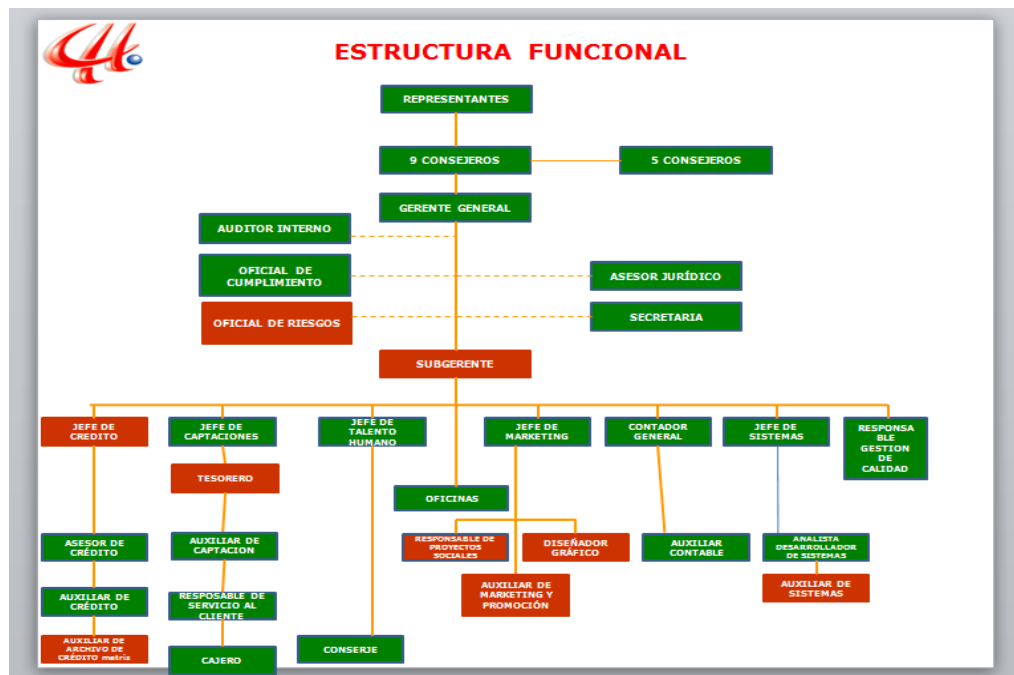 ESTRUCTURA FUNCIONAL
REPRESENTANTES
9 CONSEJEROS
5 CONSEJEROS
GERENTE GENERAL
AUDITOR INTERNO
OFICIAL DE
CUMPLIMIENTO
ASESOR JURÍDICO
OFICIAL DE RIESGOS
SECRETARIA
SUBGERENTE
JEFE DE
CREDITO
JEFE DE
CAPTACIONES
JEFE DE
TALENTO
HUMANO
JEFE DE
MARKETING
CONTADOR
GENERAL
JEFE DE
SISTEMAS
RESPONSA
BLE
GESTION
DE
CALIDAD
TESORERO
OFICINAS
ASESOR DE
CRÉDITO
AUXILIAR DE
CAPTACION
RESPONSABLE DE
PROYECTOS
SOCIALES
DISEÑADOR
GRÁFICO
AUXILIAR
CONTABLE
ANALISTA
DESARROLLADOR
DE SISTEMAS
AUXILIAR DE
CRÉDITO
RESPOSABLE DE
SERVICIO AL
CLIENTE
AUXILIAR DE
MARKETING Y
PROMOCIÓN
AUXILIAR DE
SISTEMAS
AUXILIAR DE
ARCHIVO DE
CRÉDITO matriz
CAJERO
CONSERJE